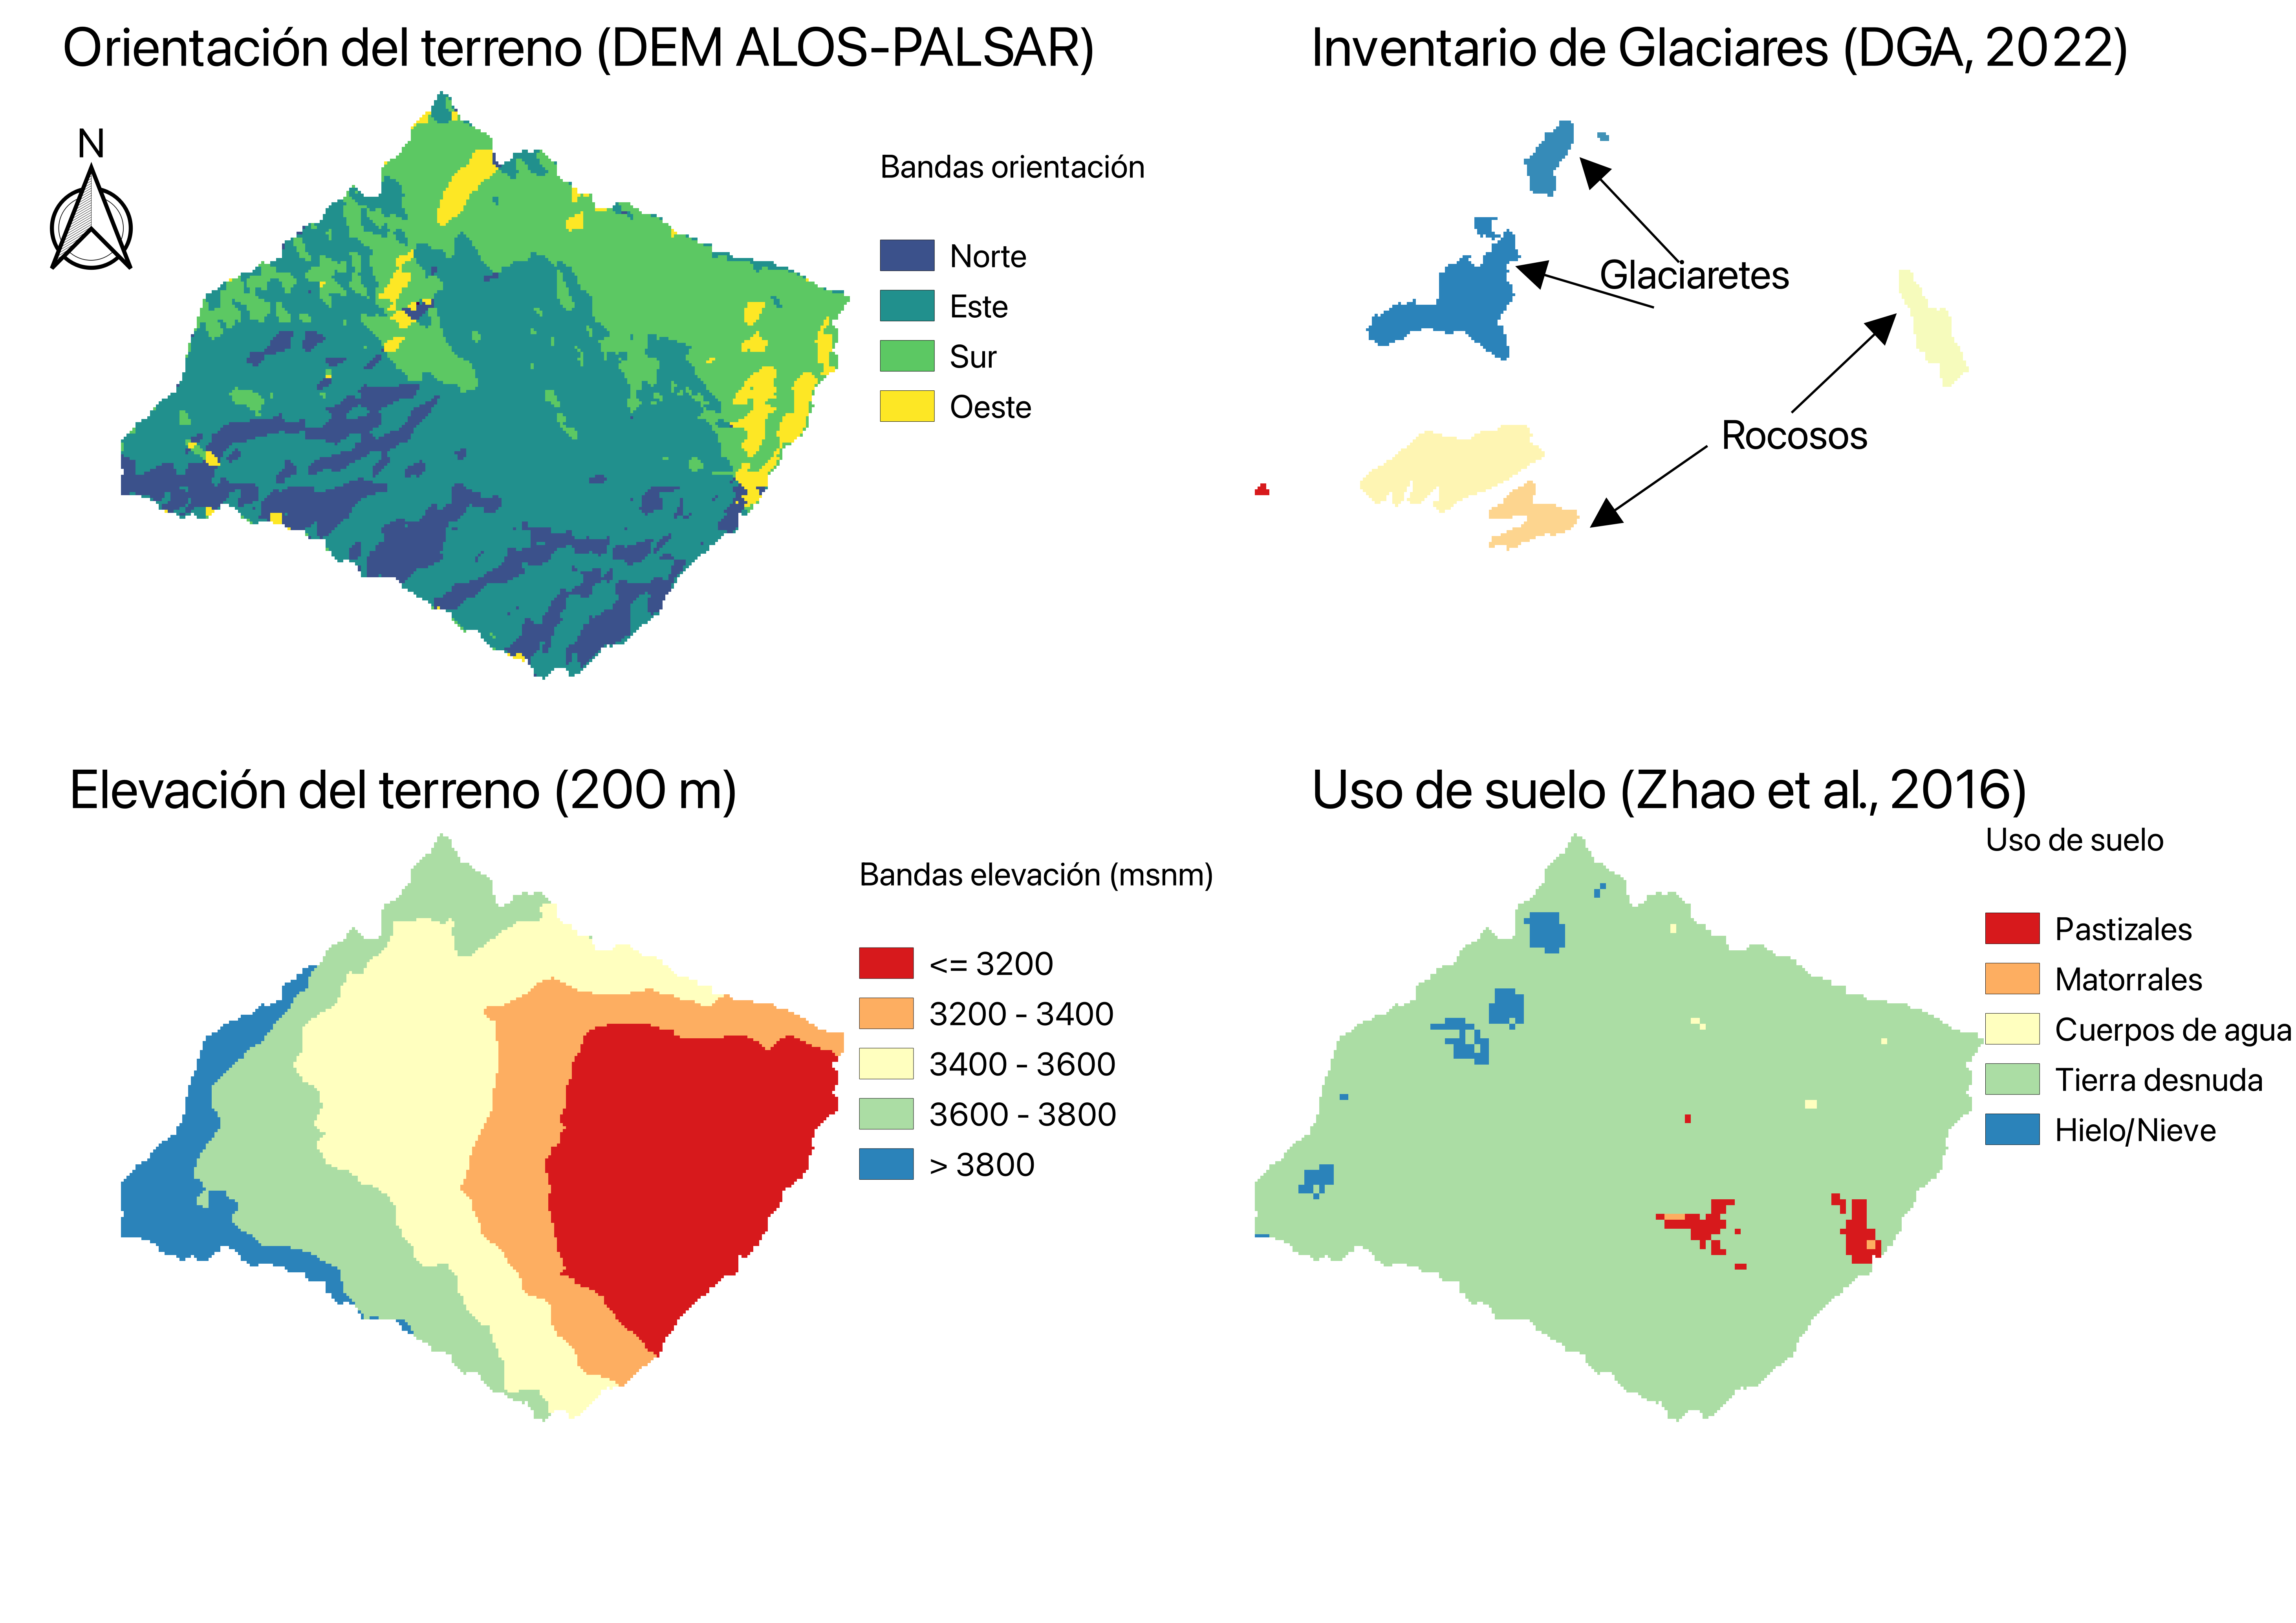 Orientación del terreno (DEM ALOS-PALSAR)
N
Bandas orientación
Norte
Este
Sur
Oeste
Inventario de Glaciares (DGA, 2022)
Glaciaretes
Rocosos
Elevación del terreno (200 m)
Bandas elevación (msnm)
<= 3200
3200 - 3400
3400 - 3600
3600 - 3800
> 3800
Uso de suelo (Zhao et al., 2016)
Uso de suelo
Pastizales
Matorrales
Cuerpos de agua
Tierra desnuda
Hielo/Nieve